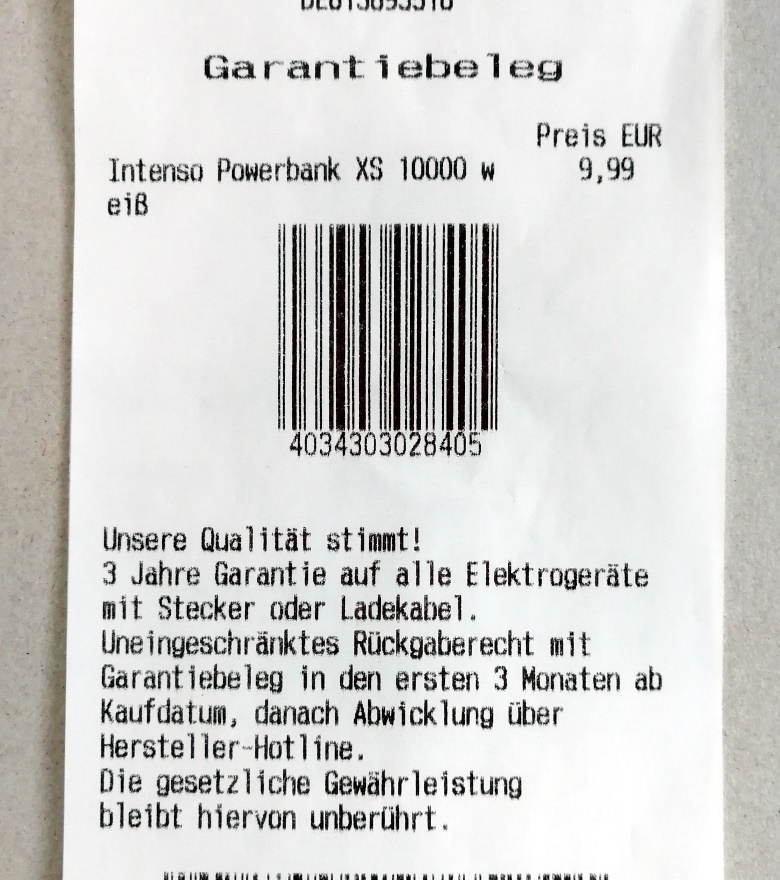 Garantiebeleg
Preis EUR
Intenso Powerbank XS 10000 w 9,99
eiß
4034303028405
Unsere Qualität stimmt!
3 Jahre Garantie auf alle Elektrogeräte
mit Stecker oder Ladekabel.
Uneingeschränktes Rückgaberecht mit
Garantiebeleg in den ersten 3 Monaten ab
Kaufdatum, danach Abwicklung über
Hersteller-Hotline.
Die gesetzliche Gewährleistung
bleibt hiervon unberührt.